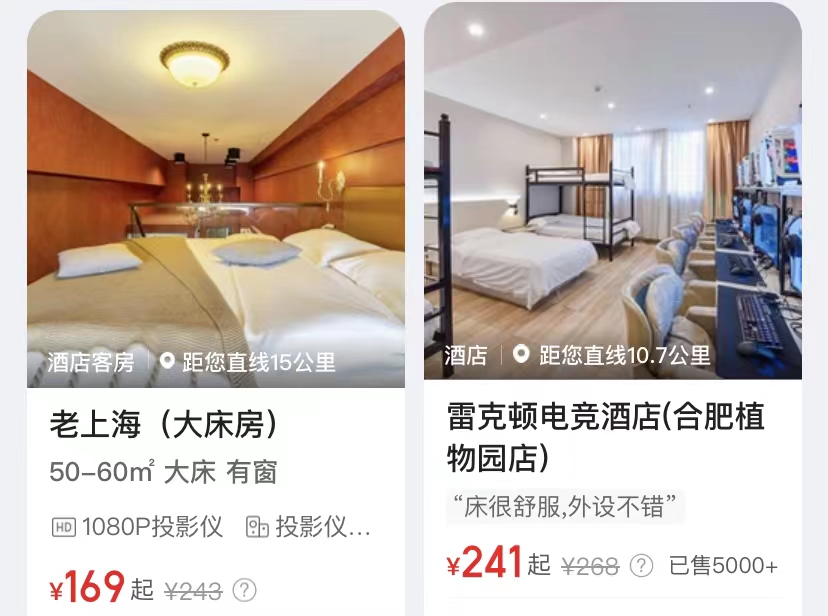 酒店客房 距您直线15公里
老上海（大床房）
50-60㎡ 大床 有窗
HD 1080P投影仪 投影仪...
¥169起 ¥243 ?
酒店 距您直线10.7公里
雷克顿电竞酒店(合肥植
物园店)
“床很舒服,外设不错”
¥241起 ¥268 ? 已售5000+